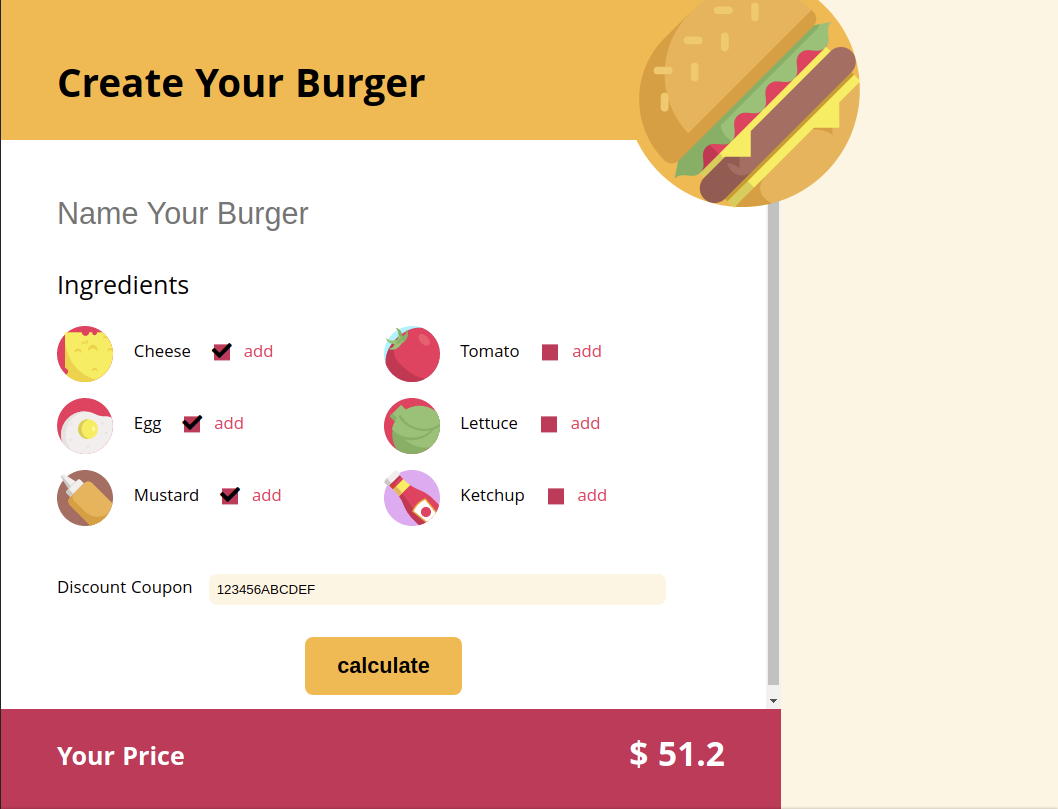 Create Your Burger
Name Your Burger
Ingredients
Cheese add Tomato add
Egg add Lettuce add
Mustard add Ketchup add
Discount Coupon 123456ABCDEF
calculate
Your Price $ 51.2